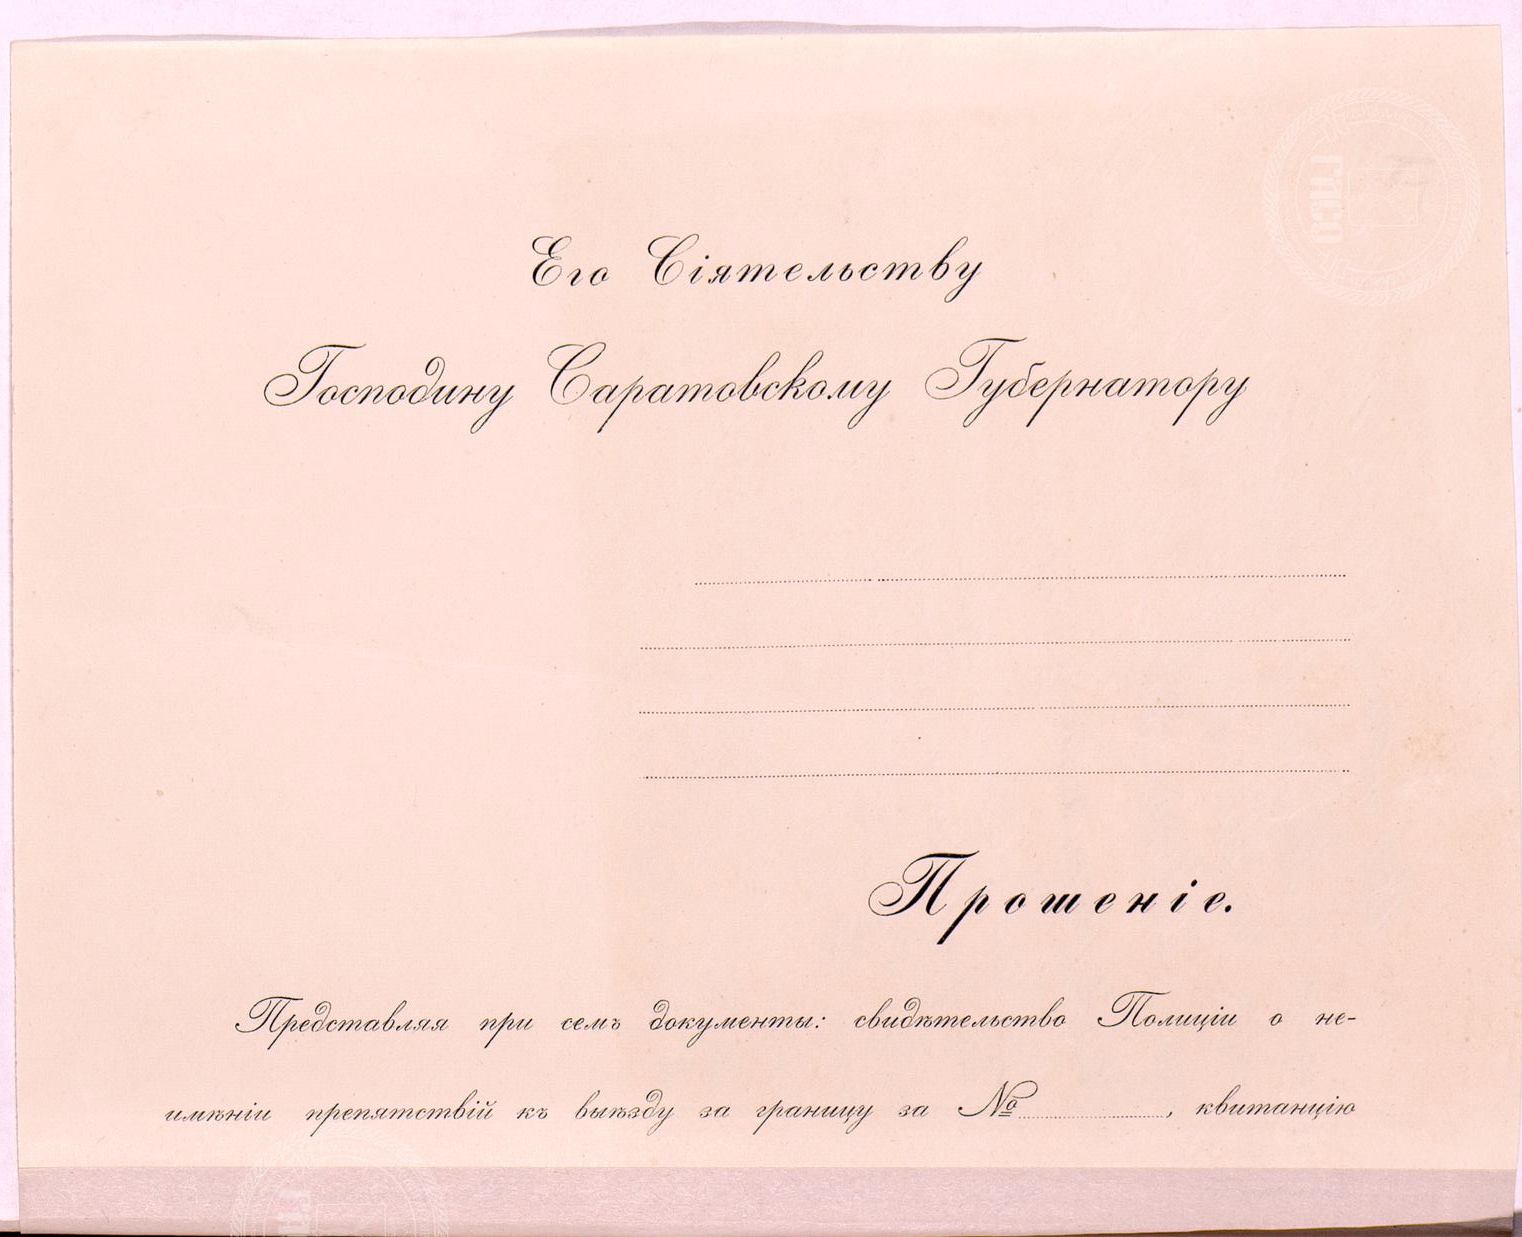 Его Сіятельству
Господину Саратовскому Губернатору
Прошеніе.
Представляя при семъ документы: свидѣтельство Полиціи о не-
имѣніи препятствій къ выѣзду за границу за №, квитанцію
ГПСО